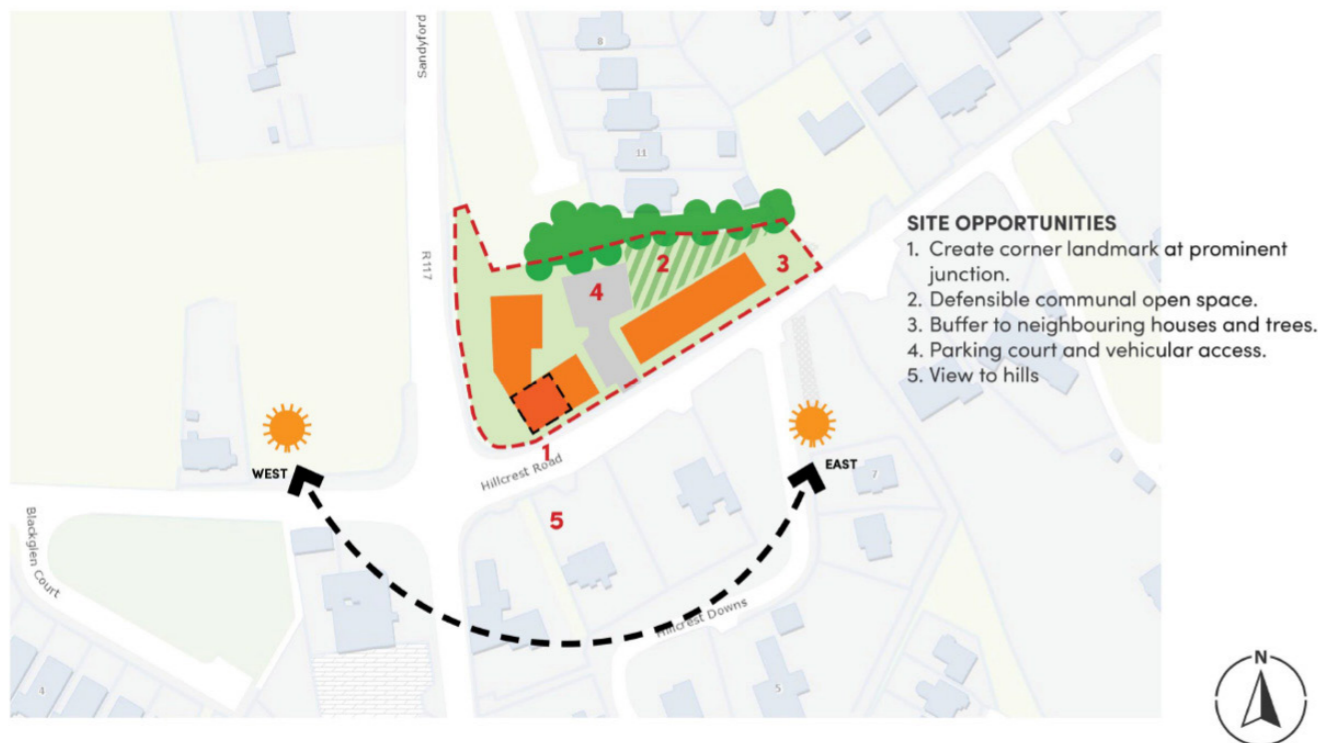 Sandyford
8
11
R117
2
3
4
SITE OPPORTUNITIES
1. Create corner landmark at prominent
junction.
2. Defensible communal open space.
3. Buffer to neighbouring houses and trees.
4. Parking court and vehicular access.
5. View to hills
1
WEST
EAST
Hillcrest Road
7
5
Blackglen Court
Hillcrest Downs
4
5
N